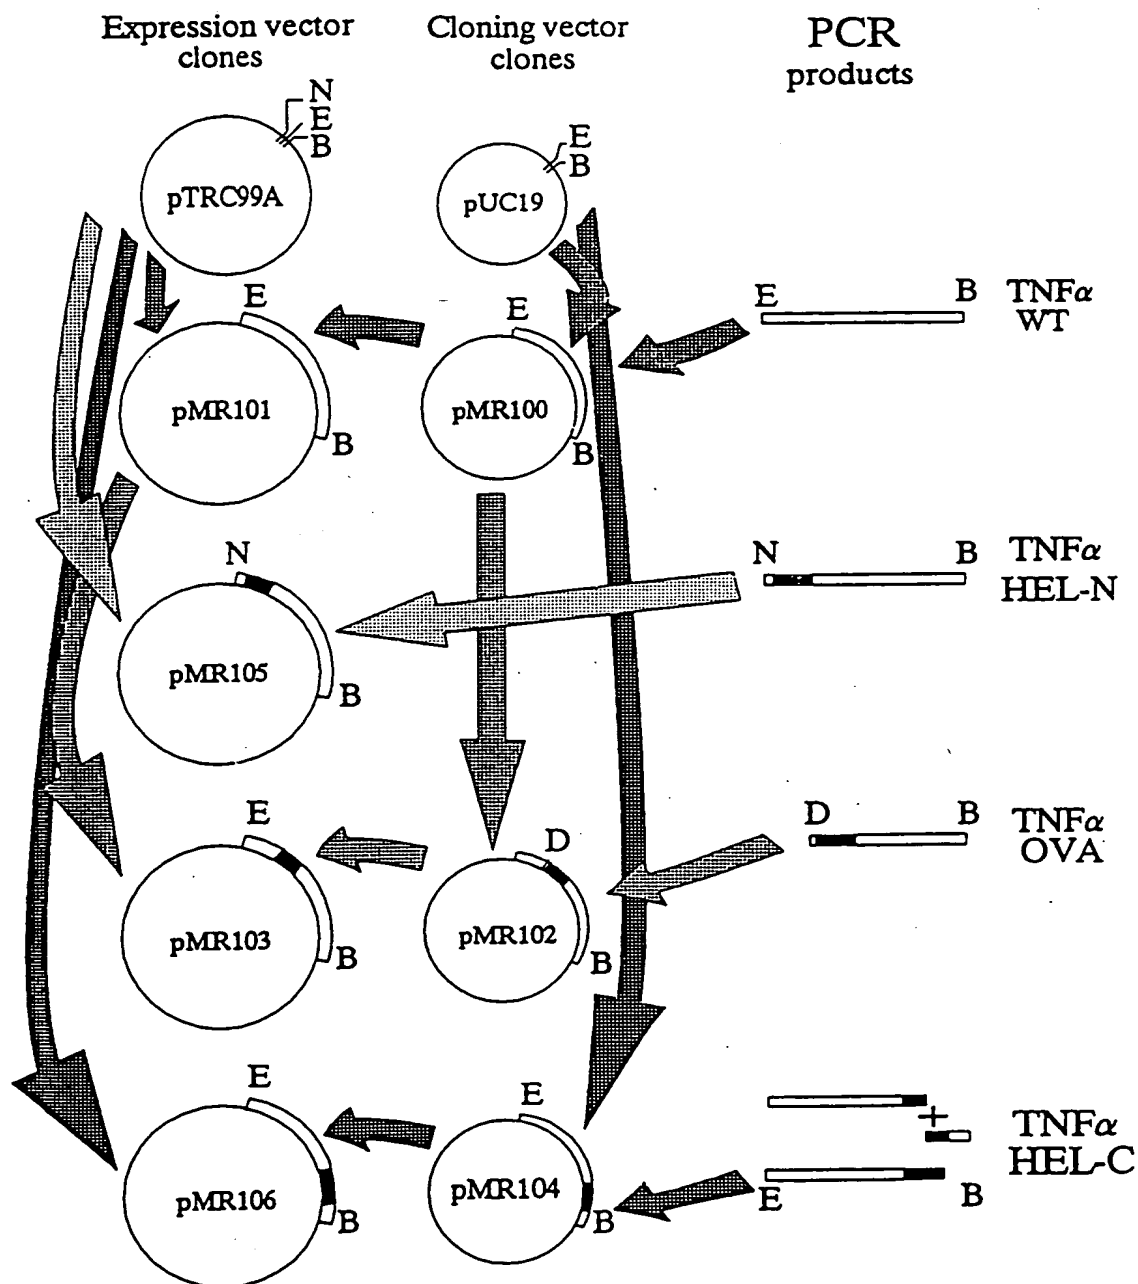 Expression vector
clones
Cloning vector
clones
PCR
products
N
E
B
pTRC99A
E
B
pUC19
E
B
pMR101
E
B
pMR100
E
B
TNFα
WT
N
B
pMR105
N
B
TNFα
HEL-N
E
B
pMR103
D
B
pMR102
D
B
TNFα
OVA
E
B
pMR106
E
B
pMR104
+
E
B
TNFα
HEL-C